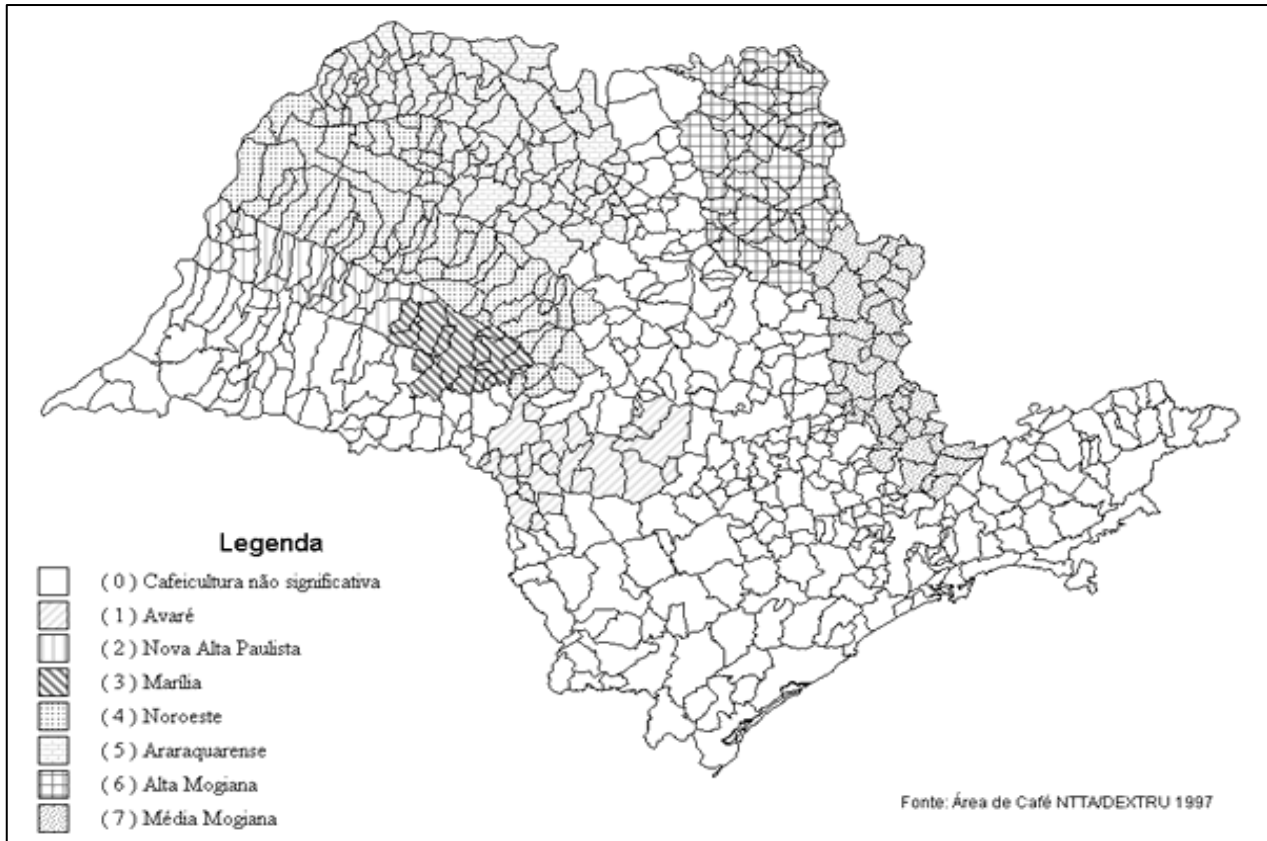 Legenda
( 0 ) Cafeicultura não significativa
( 1 ) Avaré
( 2 ) Nova Alta Paulista
( 3 ) Marília
( 4 ) Noroeste
( 5 ) Araraquarense
( 6 ) Alta Mogiana
( 7 ) Média Mogiana
Fonte: Área de Café NTTA/DEXTRU 1997